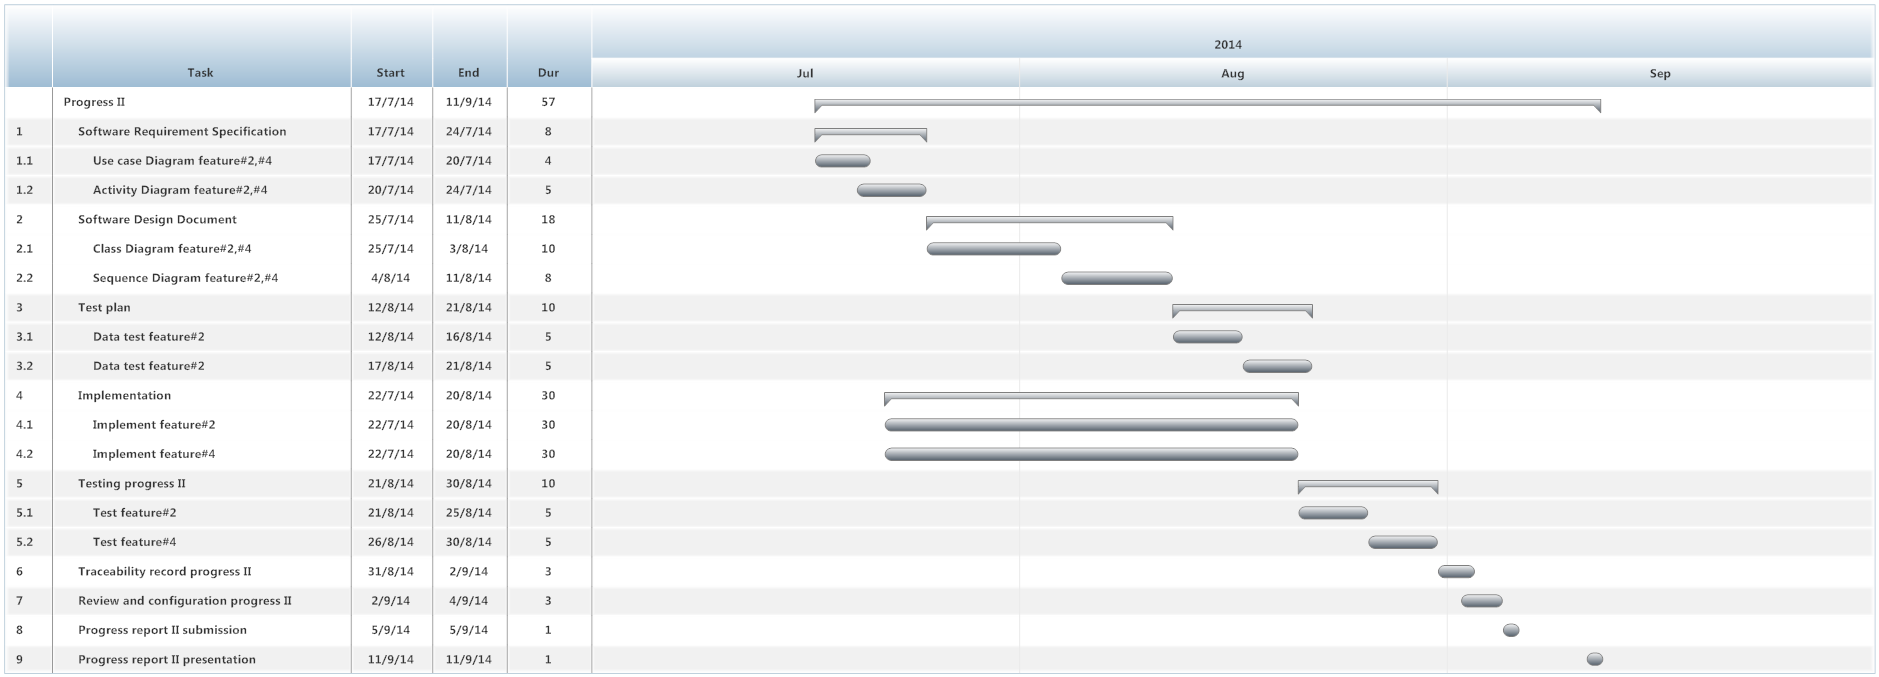 2014
Task Start End Dur Jul Aug Sep
Progress II 17/7/14 11/9/14 57
1 Software Requirement Specification 17/7/14 24/7/14 8
1.1 Use case Diagram feature#2,#4 17/7/14 20/7/14 4
1.2 Activity Diagram feature#2,#4 20/7/14 24/7/14 5
2 Software Design Document 25/7/14 11/8/14 18
2.1 Class Diagram feature#2,#4 25/7/14 3/8/14 10
2.2 Sequence Diagram feature#2,#4 4/8/14 11/8/14 8
3 Test plan 12/8/14 21/8/14 10
3.1 Data test feature#2 12/8/14 16/8/14 5
3.2 Data test feature#2 17/8/14 21/8/14 5
4 Implementation 22/7/14 20/8/14 30
4.1 Implement feature#2 22/7/14 20/8/14 30
4.2 Implement feature#4 22/7/14 20/8/14 30
5 Testing progress II 21/8/14 30/8/14 10
5.1 Test feature#2 21/8/14 25/8/14 5
5.2 Test feature#4 26/8/14 30/8/14 5
6 Traceability record progress II 31/8/14 2/9/14 3
7 Review and configuration progress II 2/9/14 4/9/14 3
8 Progress report II submission 5/9/14 5/9/14 1
9 Progress report II presentation 11/9/14 11/9/14 1